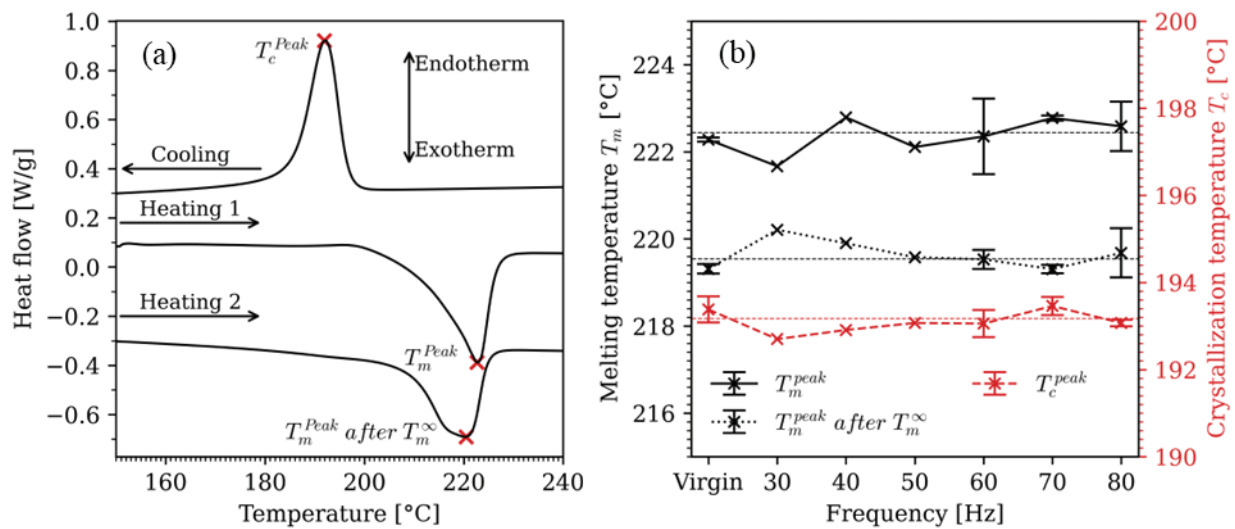 (a)
T_c^Peak
Endotherm
Exotherm
Cooling
Heating 1
Heating 2
T_m^Peak
T_m^Peak after T_m^∞
1.0
0.8
0.6
0.4
0.2
0.0
−0.2
−0.4
−0.6
Heat flow [W/g]
160 180 200 220 240
Temperature [°C]
(b)
224
222
220
218
216
Melting temperature T_m [°C]
200
198
196
194
192
190
Crystallization temperature T_c [°C]
T_m^peak
T_m^peak after T_m^∞
T_c^peak
Virgin 30 40 50 60 70 80
Frequency [Hz]